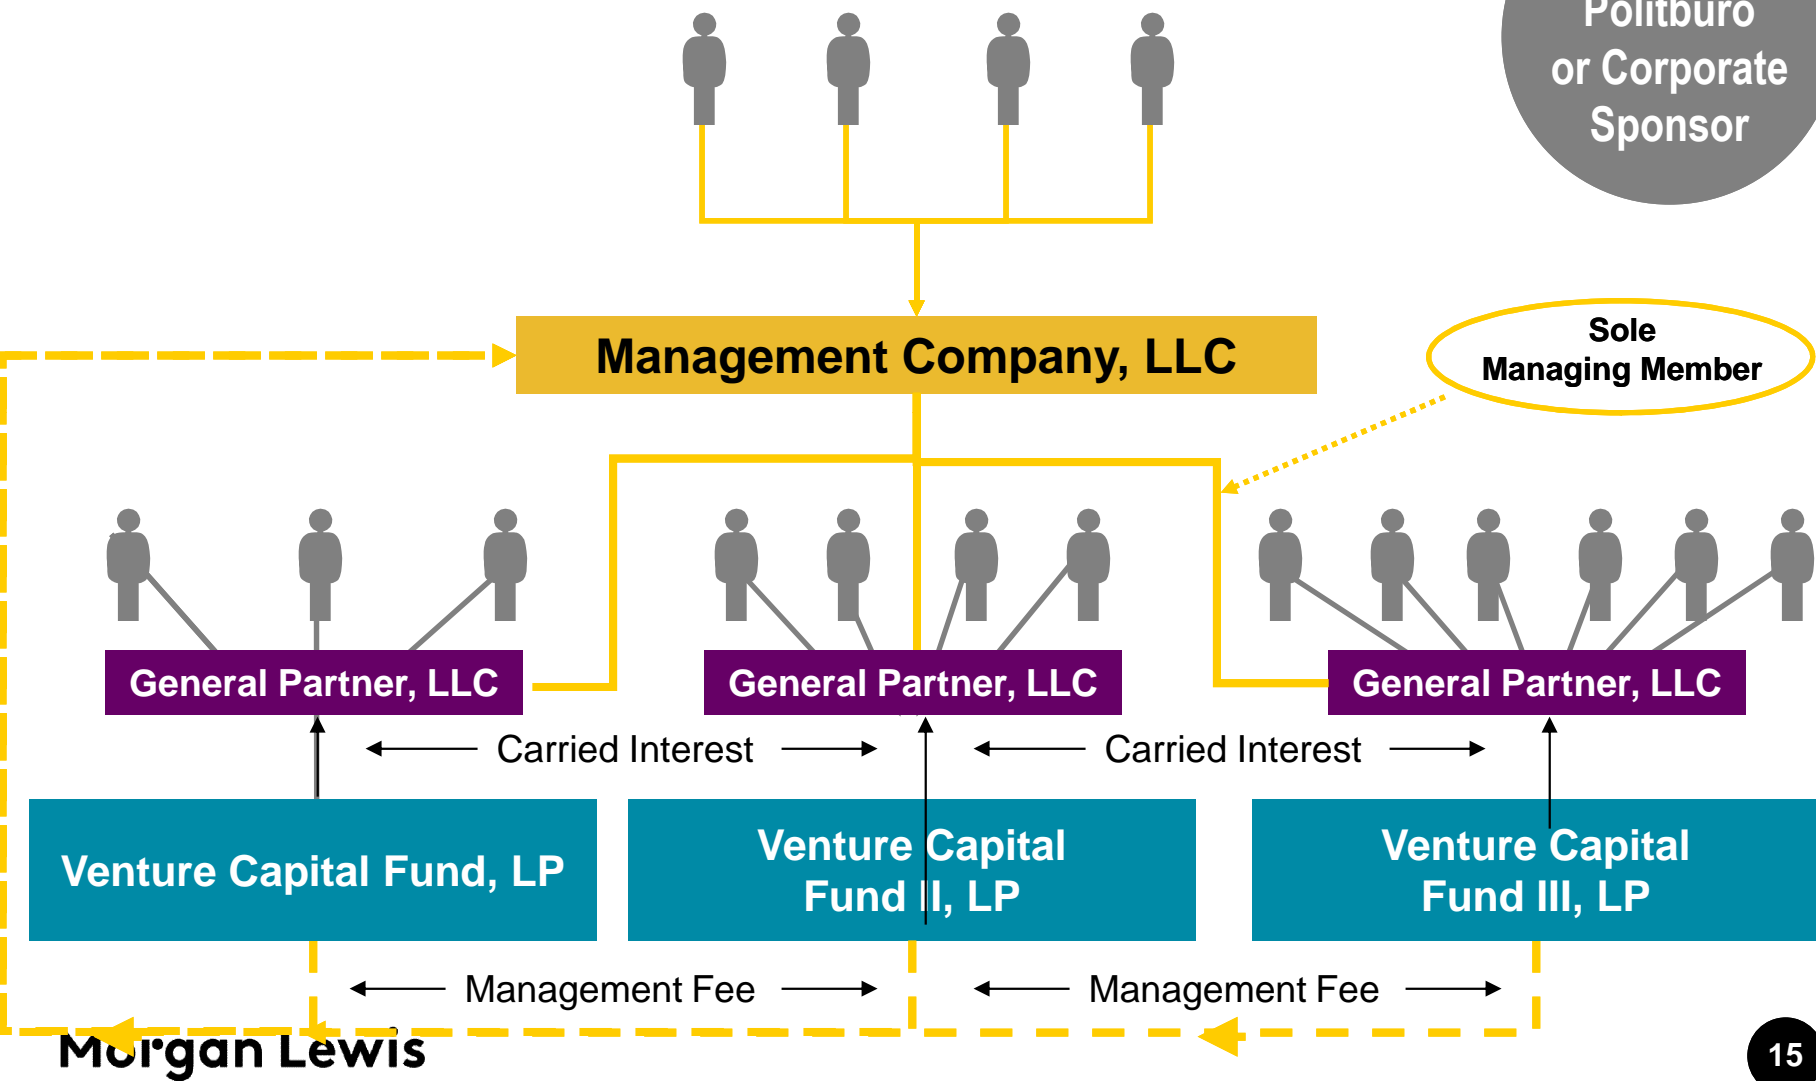 Politburo
or Corporate
Sponsor
Management Company, LLC
Sole
Managing Member
General Partner, LLC
General Partner, LLC
General Partner, LLC
Carried Interest
Carried Interest
Venture Capital Fund, LP
Venture Capital
Fund II, LP
Venture Capital
Fund III, LP
Management Fee
Management Fee
Morgan Lewis
15